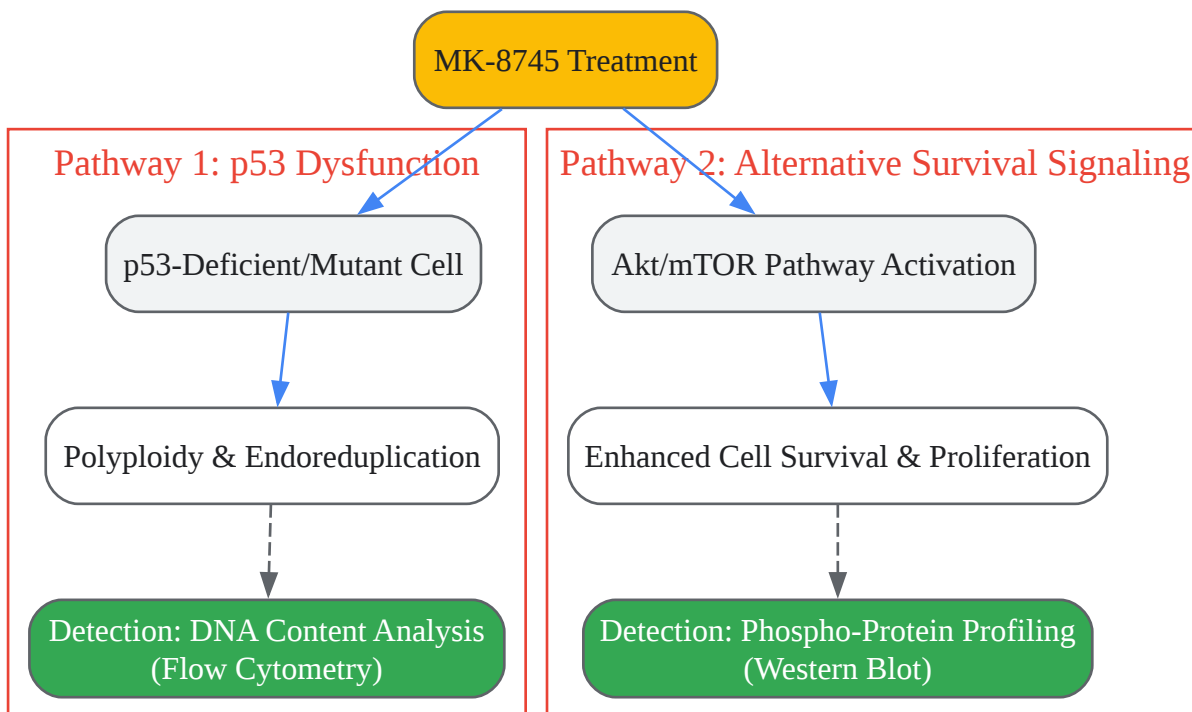 MK-8745 Treatment
Pathway 1: p53 Dysfunction
p53-Deficient/Mutant Cell
Polyploidy & Endoreduplication
Detection: DNA Content Analysis
(Flow Cytometry)
Pathway 2: Alternative Survival Signaling
Akt/mTOR Pathway Activation
Enhanced Cell Survival & Proliferation
Detection: Phospho-Protein Profiling
(Western Blot)